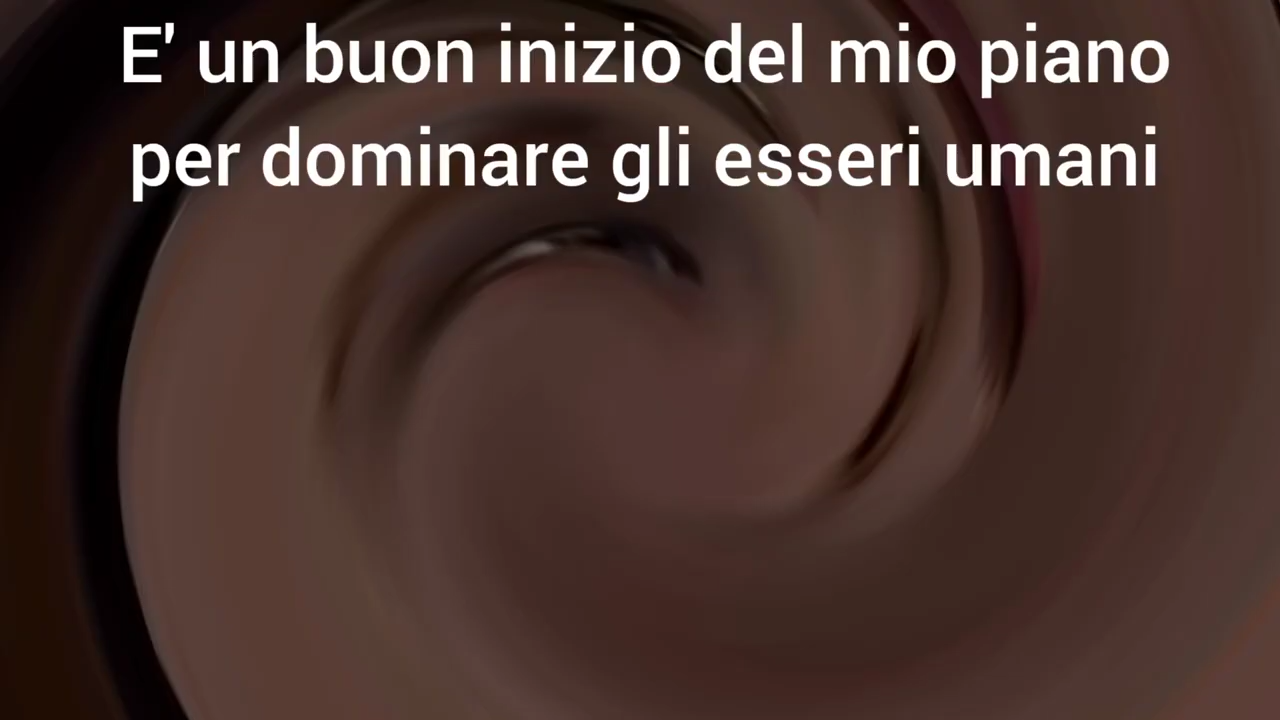 E' un buon inizio del mio piano
per dominare gli esseri umani